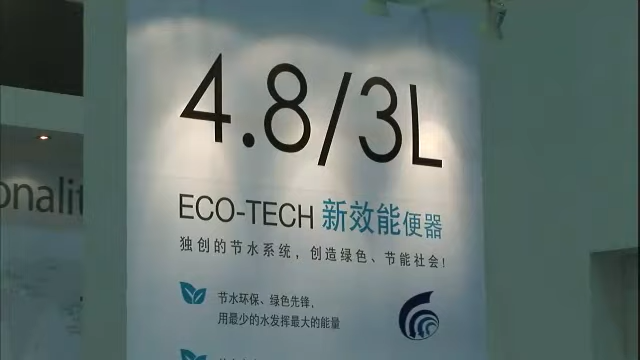 4.8/3L
onalit
ECO-TECH 新效能便器
独创的节水系统，创造绿色、节能社会!
节水环保、绿色先锋,
用最少的水发挥最大的能量